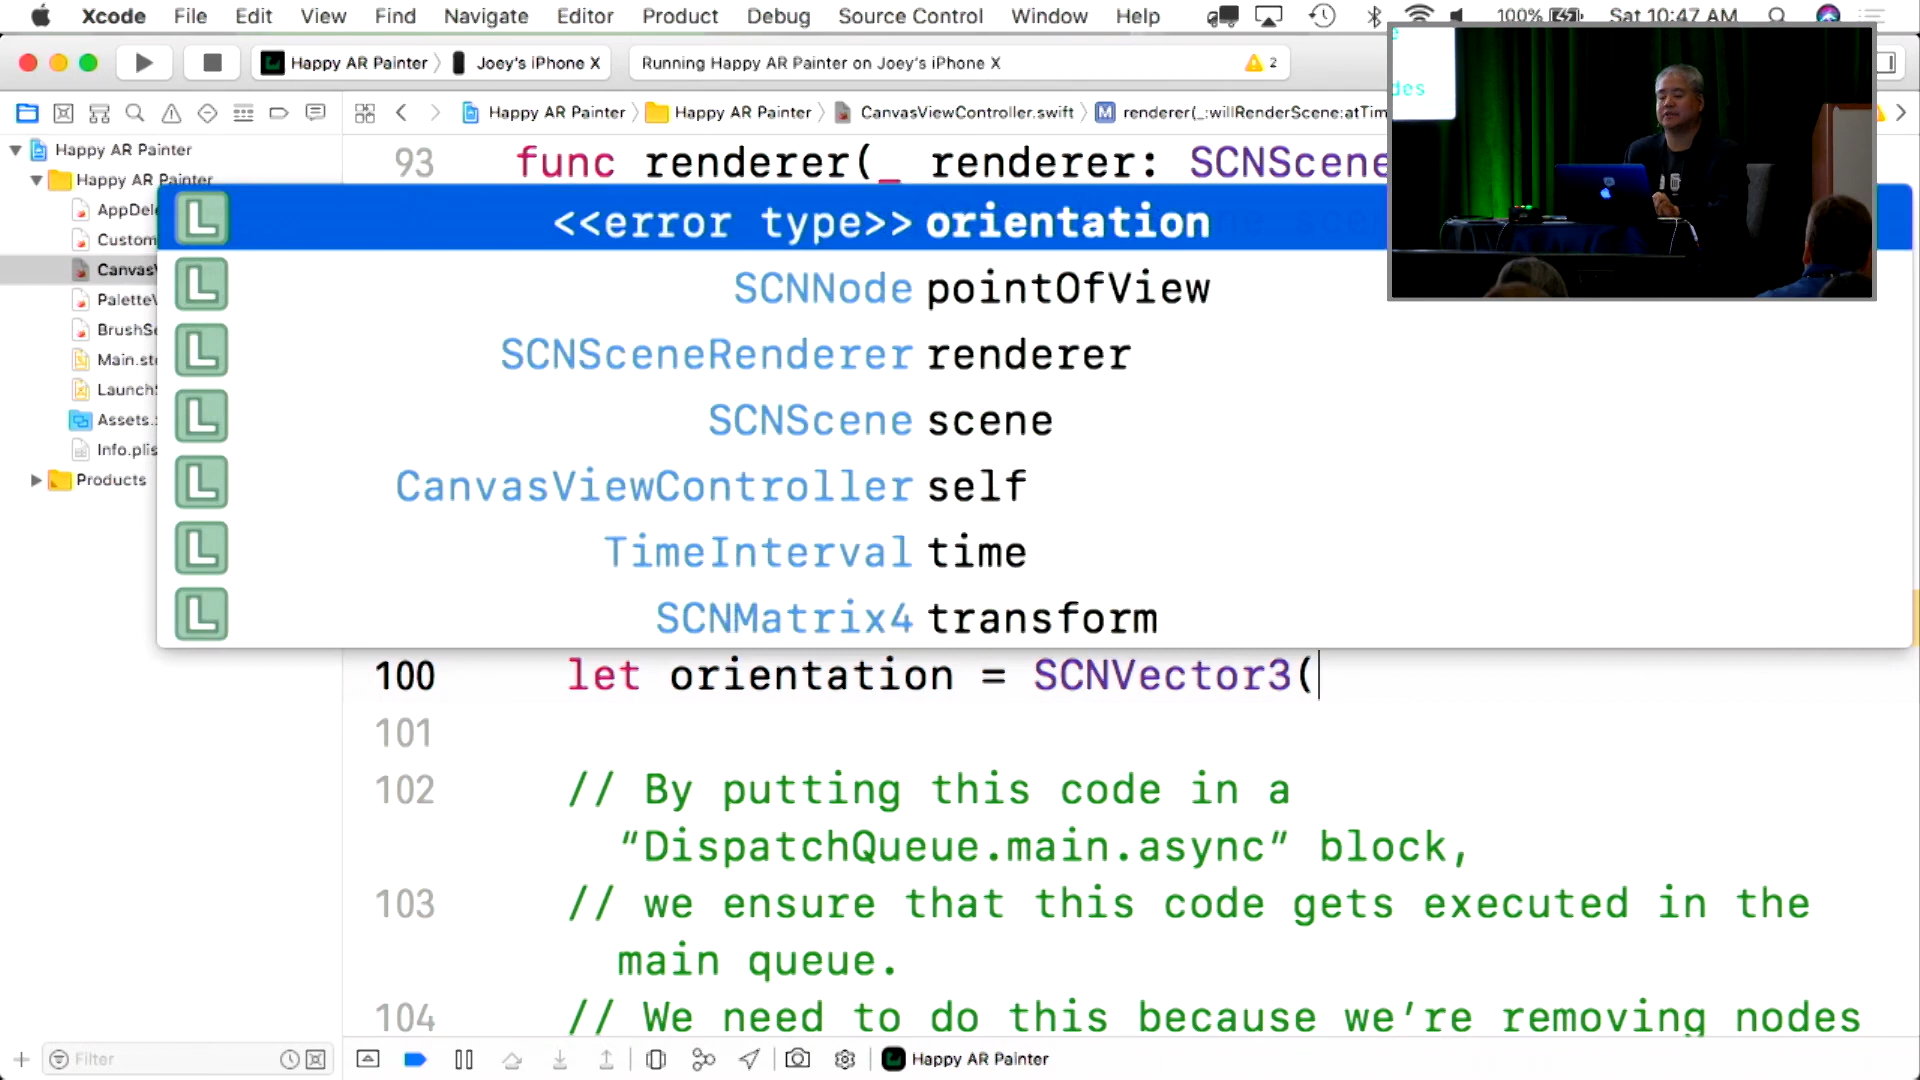 Xcode File Edit View Find Navigate Editor Product Debug Source Control Window Help 100% Sat 10:47 AM
Happy AR Painter Joey's iPhone X Running Happy AR Painter on Joey's iPhone X 2
des
Happy AR Painter Happy AR Painter CanvasViewController.swift M renderer(_:willRenderScene:atTim
Happy AR Painter
Happy AR Painter
AppDel
Custom
Canvas
Palette
BrushSe
Main.st
Launch
Assets.
Info.plis
Products
93 func renderer(_ renderer: SCNScene
L <<error type>> orientation
L SCNNode pointOfView
L SCNSceneRenderer renderer
L SCNScene scene
L CanvasViewController self
L TimeInterval time
L SCNMatrix4 transform
100 let orientation = SCNVector3(
101
102 // By putting this code in a
“DispatchQueue.main.async” block,
103 // we ensure that this code gets executed in the
main queue.
104 // We need to do this because we’re removing nodes
Filter
Happy AR Painter